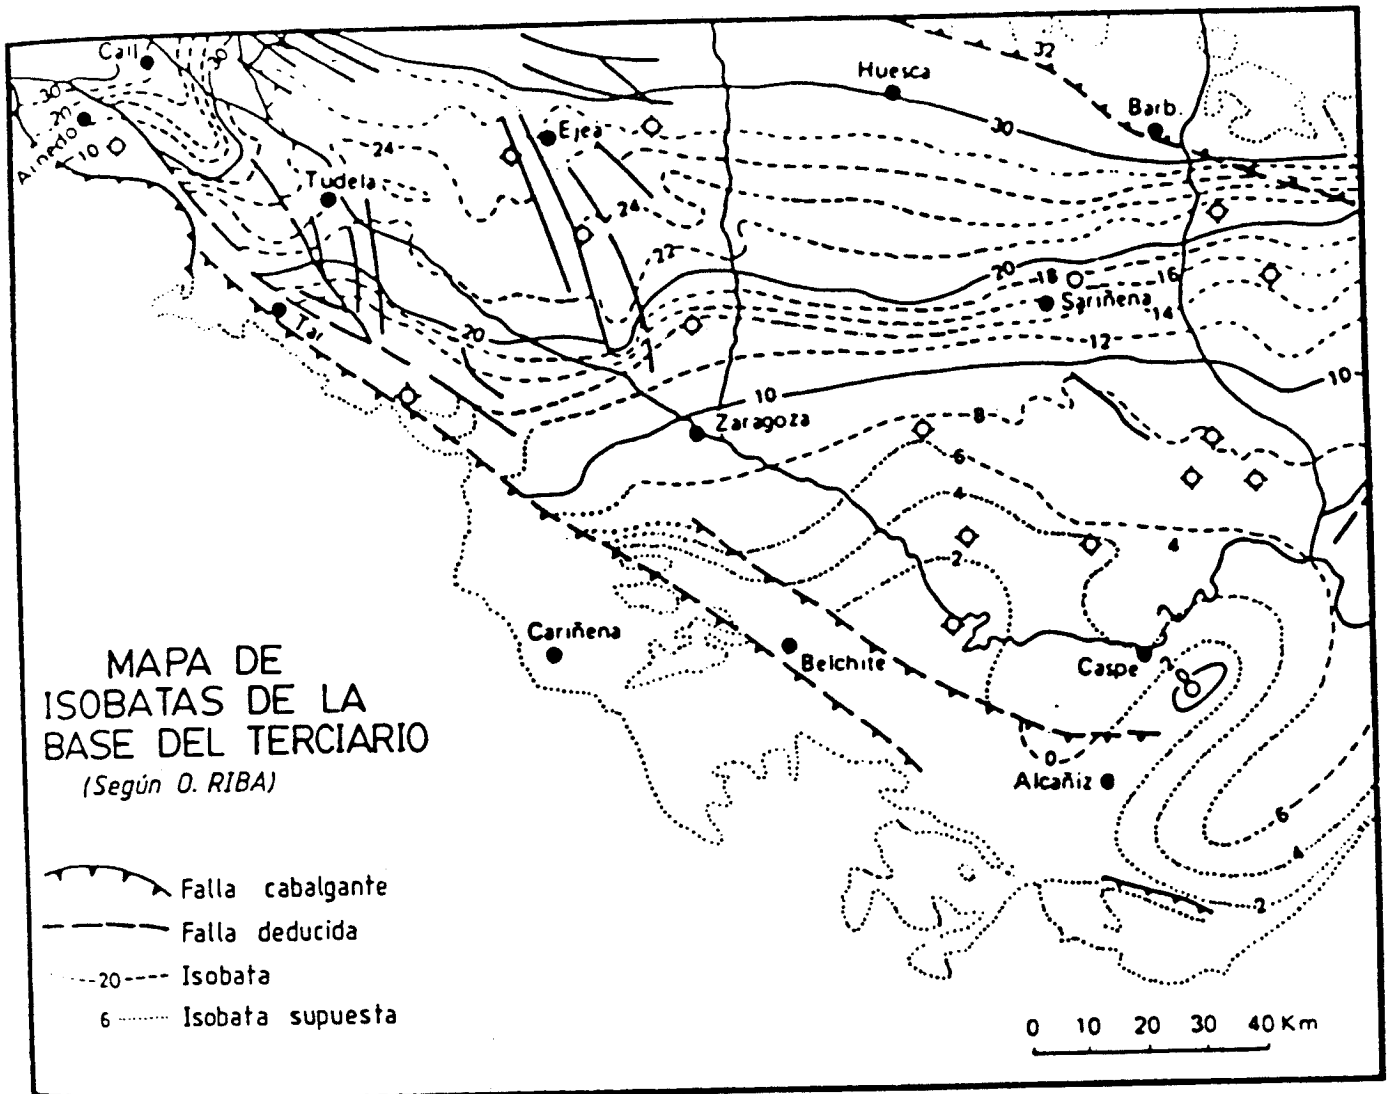 Cail
30
30
20
Arnedo
10
24
Tudela
Ejea
24
22
32
Huesca
Barb.
30
20
18
16
Sariñena
14
12
10
Tar
20
10
Zaragoza
8
6
4
2
4
Cariñena
Belchite
Caspe
2
8
0
Alcañiz
6
4
2
MAPA DE
ISOBATAS DE LA
BASE DEL TERCIARIO
(Según O. RIBA)
Falla cabalgante
Falla deducida
20 Isobata
6 Isobata supuesta
0 10 20 30 40 Km